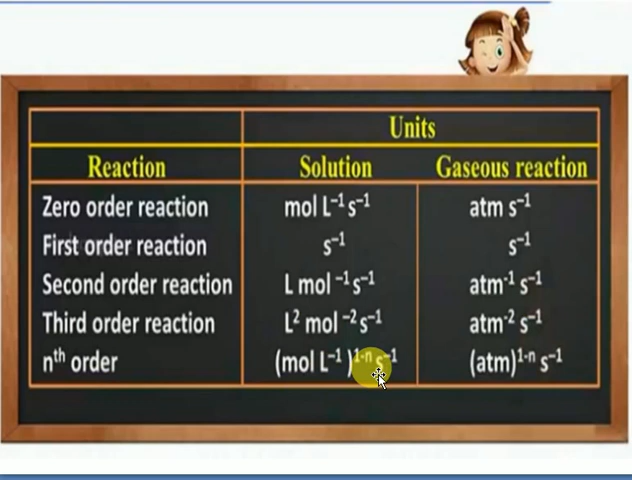 Units
Reaction Solution Gaseous reaction
Zero order reaction mol L⁻¹ s⁻¹ atm s⁻¹
First order reaction s⁻¹ s⁻¹
Second order reaction L mol ⁻¹ s⁻¹ atm⁻¹ s⁻¹
Third order reaction L² mol ⁻² s⁻¹ atm⁻² s⁻¹
nᵗʰ order (mol L⁻¹ )¹⁻ⁿ s⁻¹ (atm)¹⁻ⁿ s⁻¹